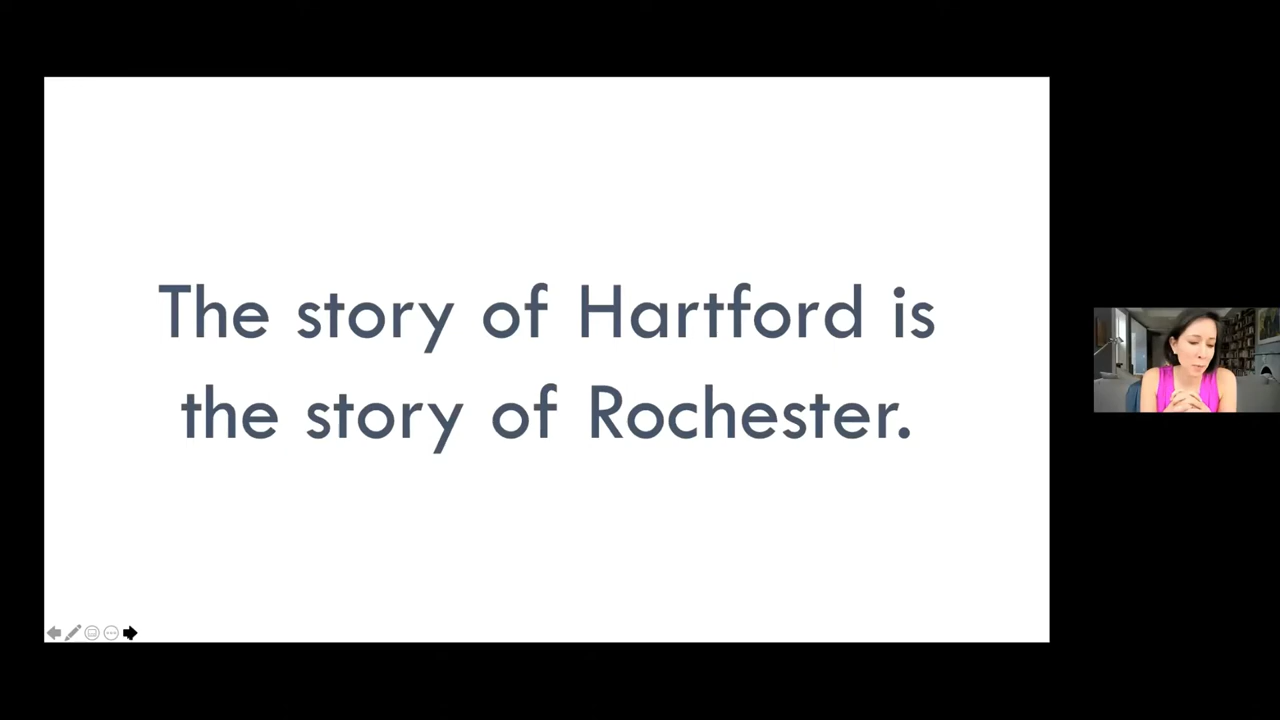 The story of Hartford is
the story of Rochester.